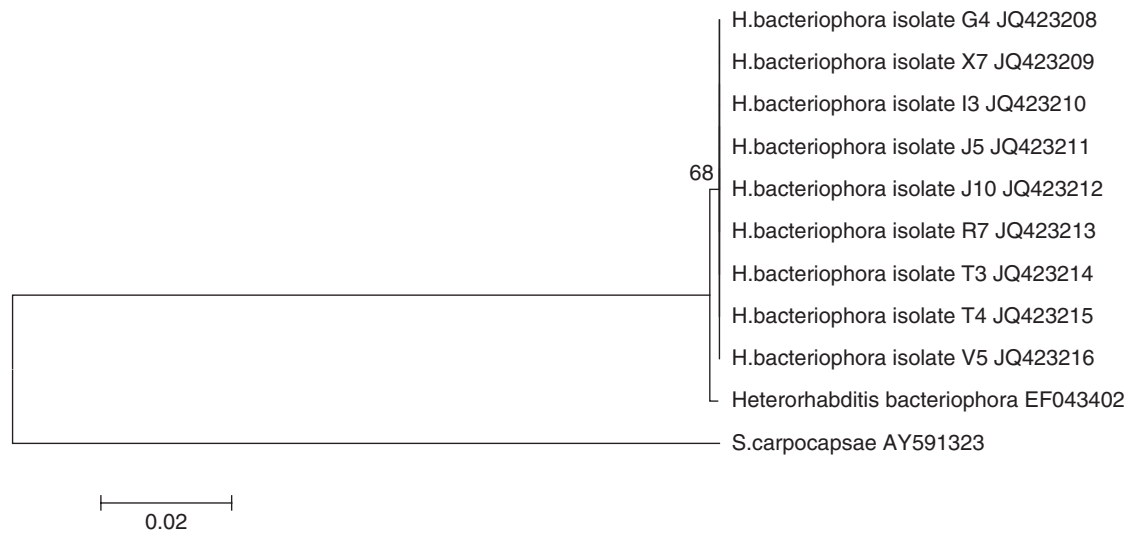 H.bacteriophora isolate G4 JQ423208
H.bacteriophora isolate X7 JQ423209
H.bacteriophora isolate I3 JQ423210
H.bacteriophora isolate J5 JQ423211
68
H.bacteriophora isolate J10 JQ423212
H.bacteriophora isolate R7 JQ423213
H.bacteriophora isolate T3 JQ423214
H.bacteriophora isolate T4 JQ423215
H.bacteriophora isolate V5 JQ423216
Heterorhabditis bacteriophora EF043402
S.carpocapsae AY591323
0.02